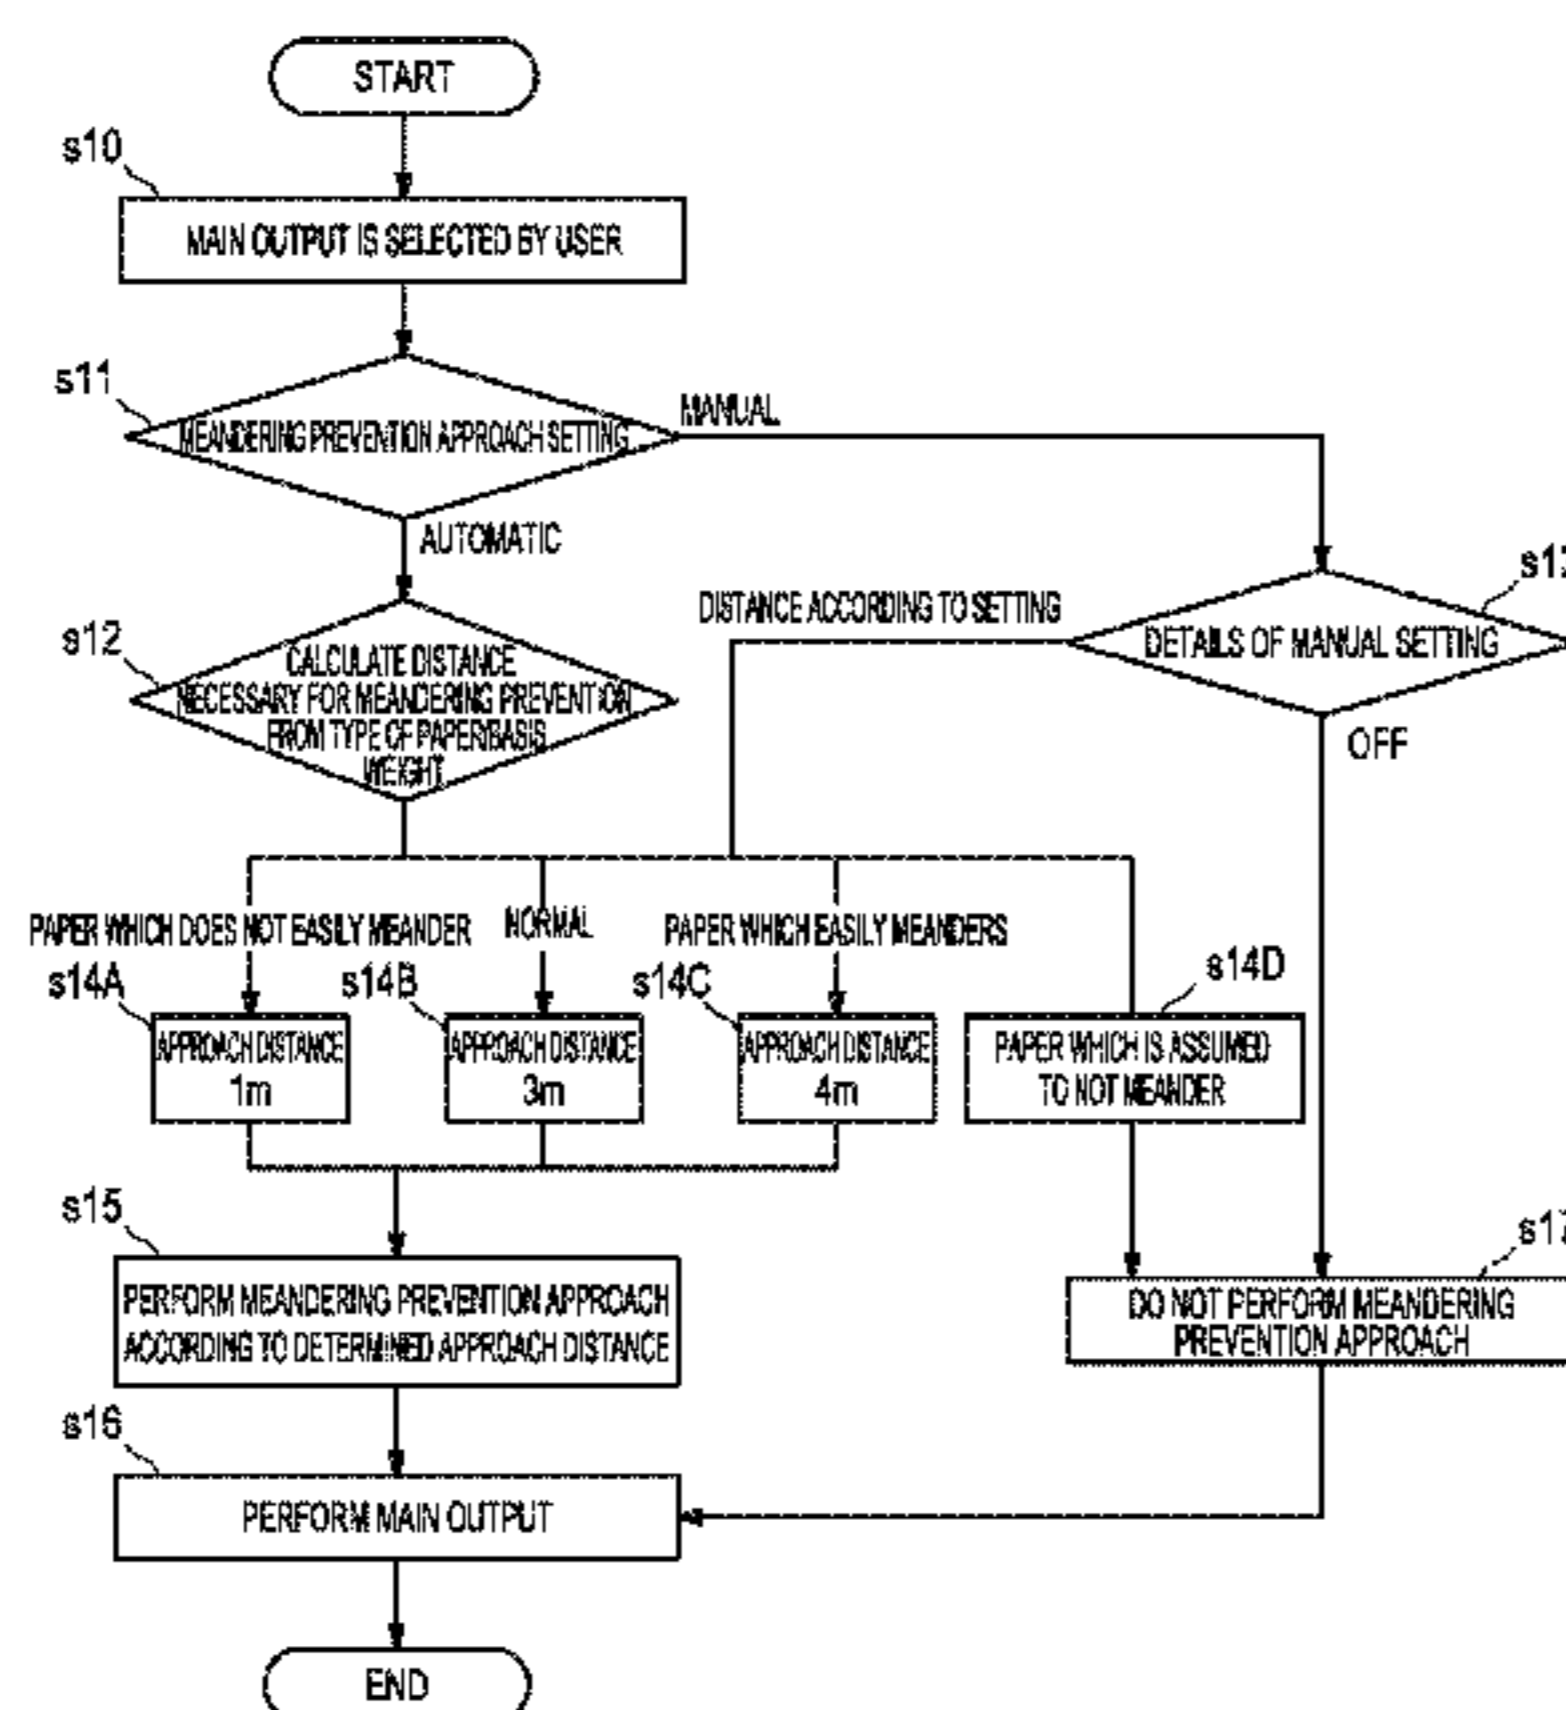 START
s10
MAIN OUTPUT IS SELECTED BY USER
s11
MEANDERING PREVENTION APPROACH SETTING
MANUAL
AUTOMATIC
DISTANCE ACCORDING TO SETTING
DETAILS OF MANUAL SETTING
s12
CALCULATE DISTANCE
NECESSARY FOR MEANDERING PREVENTION
FROM TYPE OF PAPER/BASIS
WEIGHT
OFF
PAPER WHICH DOES NOT EASILY MEANDER
NORMAL
PAPER WHICH EASILY MEANDERS
s14A
s14B
s14C
s14D
APPROACH DISTANCE
1m
APPROACH DISTANCE
3m
APPROACH DISTANCE
4m
PAPER WHICH IS ASSUMED
TO NOT MEANDER
s15
PERFORM MEANDERING PREVENTION APPROACH
ACCORDING TO DETERMINED APPROACH DISTANCE
DO NOT PERFORM MEANDERING
PREVENTION APPROACH
s16
PERFORM MAIN OUTPUT
END